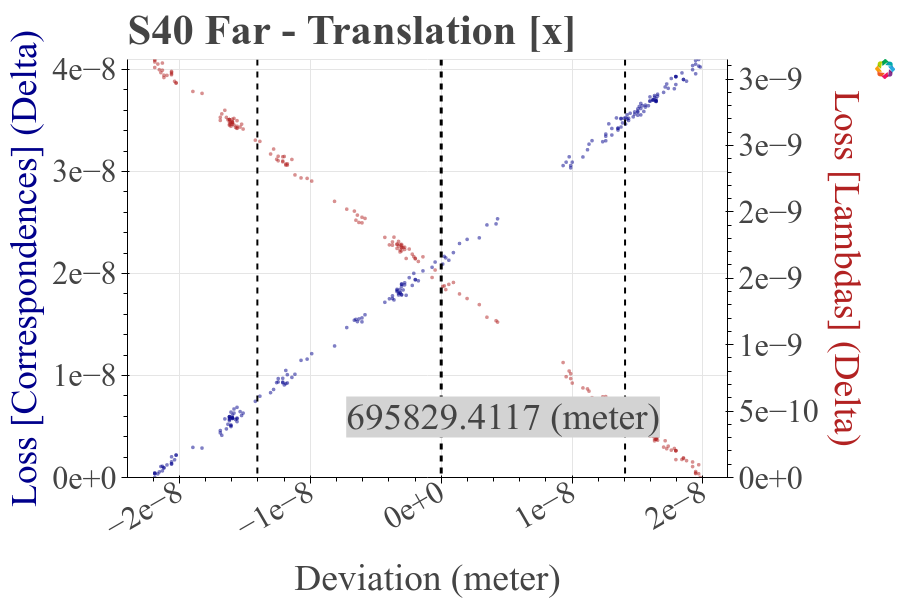 S40 Far - Translation [x]
Loss [Correspondences] (Delta)
4e−8
3e−8
2e−8
1e−8
0e+0
3e−9
3e−9
2e−9
2e−9
1e−9
5e−10
0e+0
Loss [Lambdas] (Delta)
695829.4117 (meter)
−2e−8
−1e−8
0e+0
1e−8
2e−8
Deviation (meter)